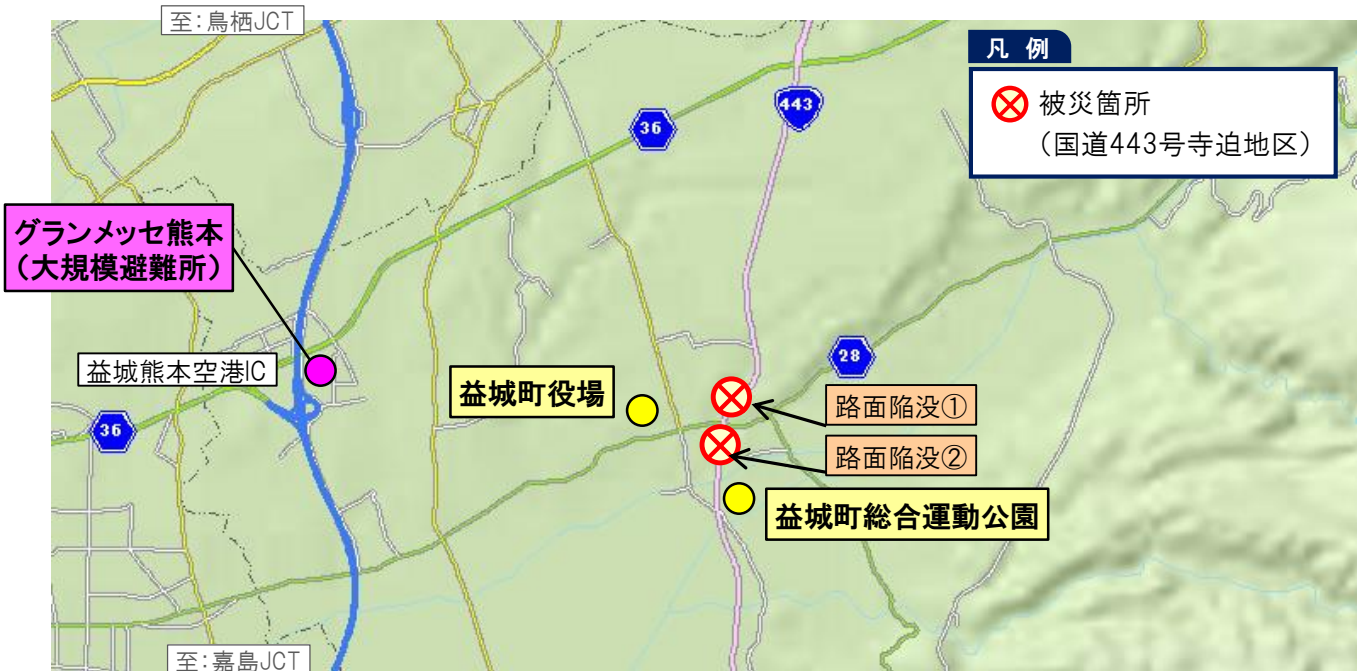 至:鳥栖JCT
凡 例
被災箇所
（国道443号寺迫地区）
443
36
グランメッセ熊本
（大規模避難所）
益城熊本空港IC
28
益城町役場
路面陥没①
36
路面陥没②
益城町総合運動公園
至:嘉島JCT